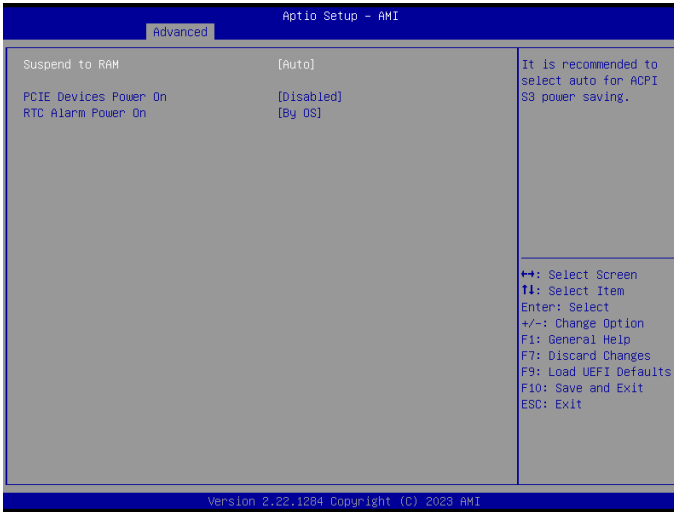 Aptio Setup – AMI
Advanced
Suspend to RAM [Auto]
PCIE Devices Power On [Disabled]
RTC Alarm Power On [By OS]
It is recommended to
select auto for ACPI
S3 power saving.
↔: Select Screen
↑↓: Select Item
Enter: Select
+/-: Change Option
F1: General Help
F7: Discard Changes
F9: Load UEFI Defaults
F10: Save and Exit
ESC: Exit
Version 2.22.1284 Copyright (C) 2023 AMI